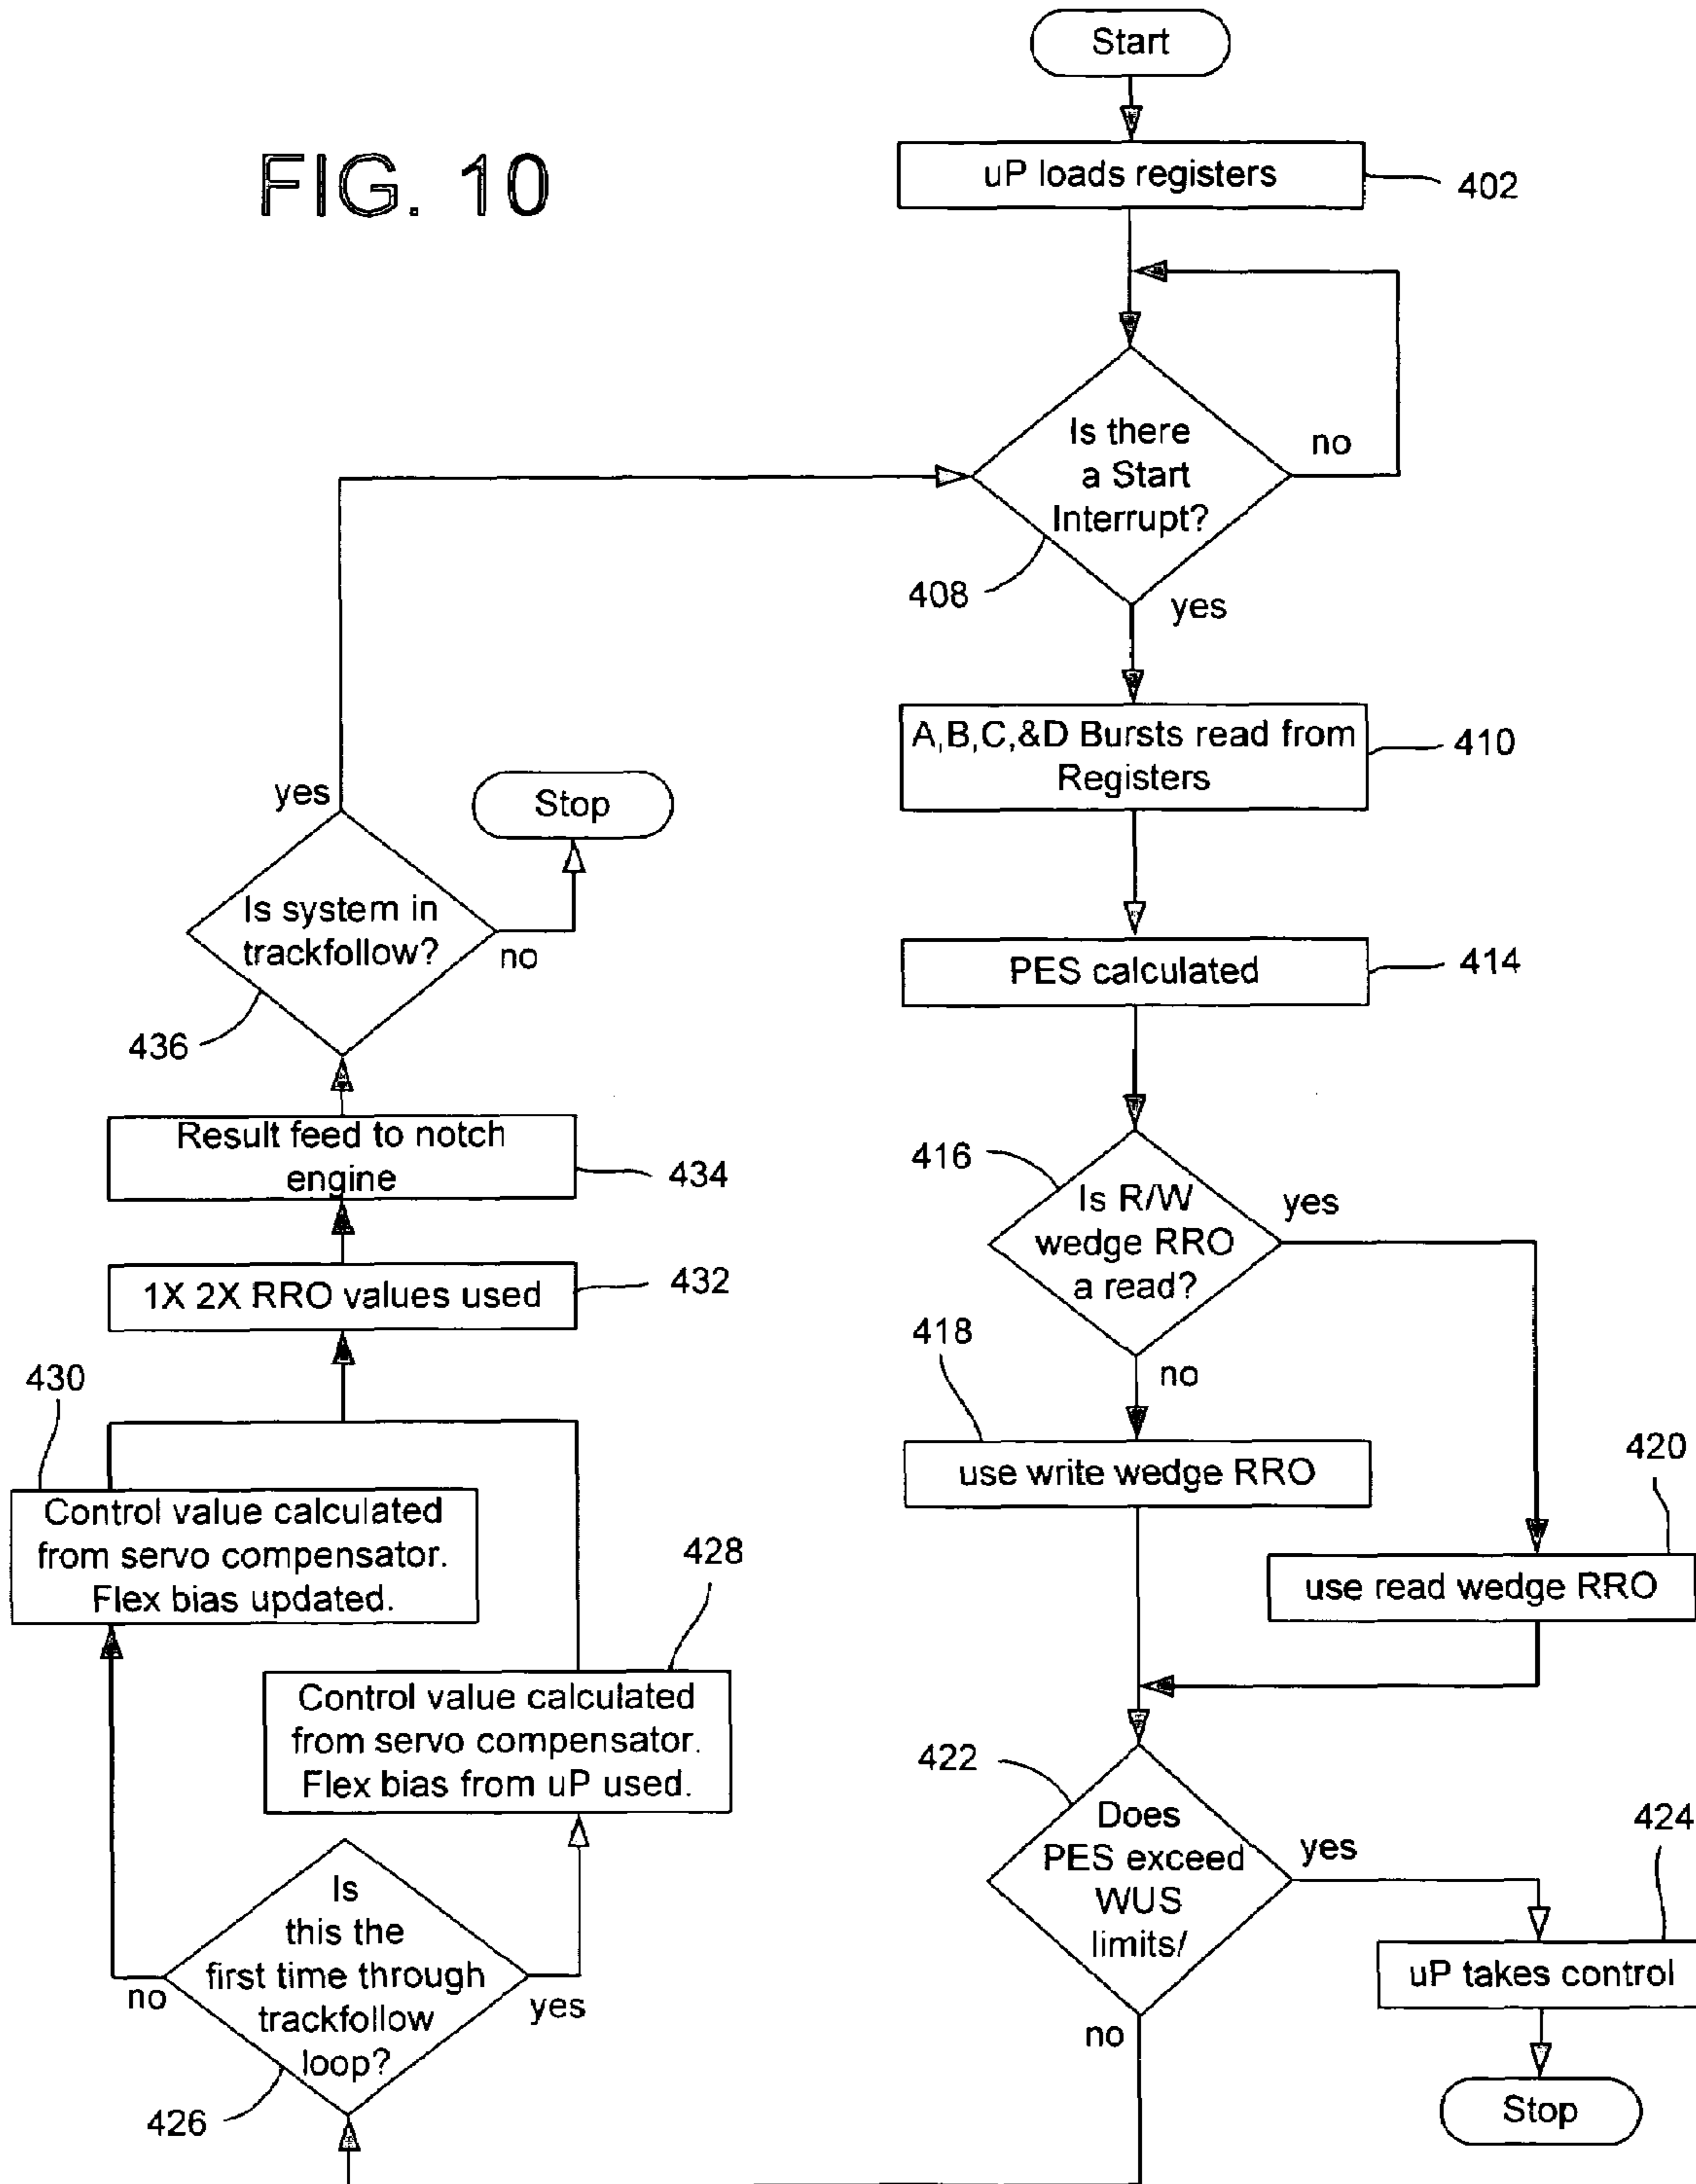 FIG. 10
Start
uP loads registers
402
Is there
a Start
Interrupt?
no
408
yes
A,B,C,&D Bursts read from
Registers
410
PES calculated
414
416
Is R/W
wedge RRO
a read?
yes
no
418
use write wedge RRO
420
use read wedge RRO
422
Does
PES exceed
WUS
limits/
yes
no
424
uP takes control
Stop
426
Is
this the
first time through
trackfollow
loop?
no
yes
428
Control value calculated
from servo compensator.
Flex bias from uP used.
430
Control value calculated
from servo compensator.
Flex bias updated.
1X 2X RRO values used
432
Result feed to notch
engine
434
436
Is system in
trackfollow?
yes
no
Stop